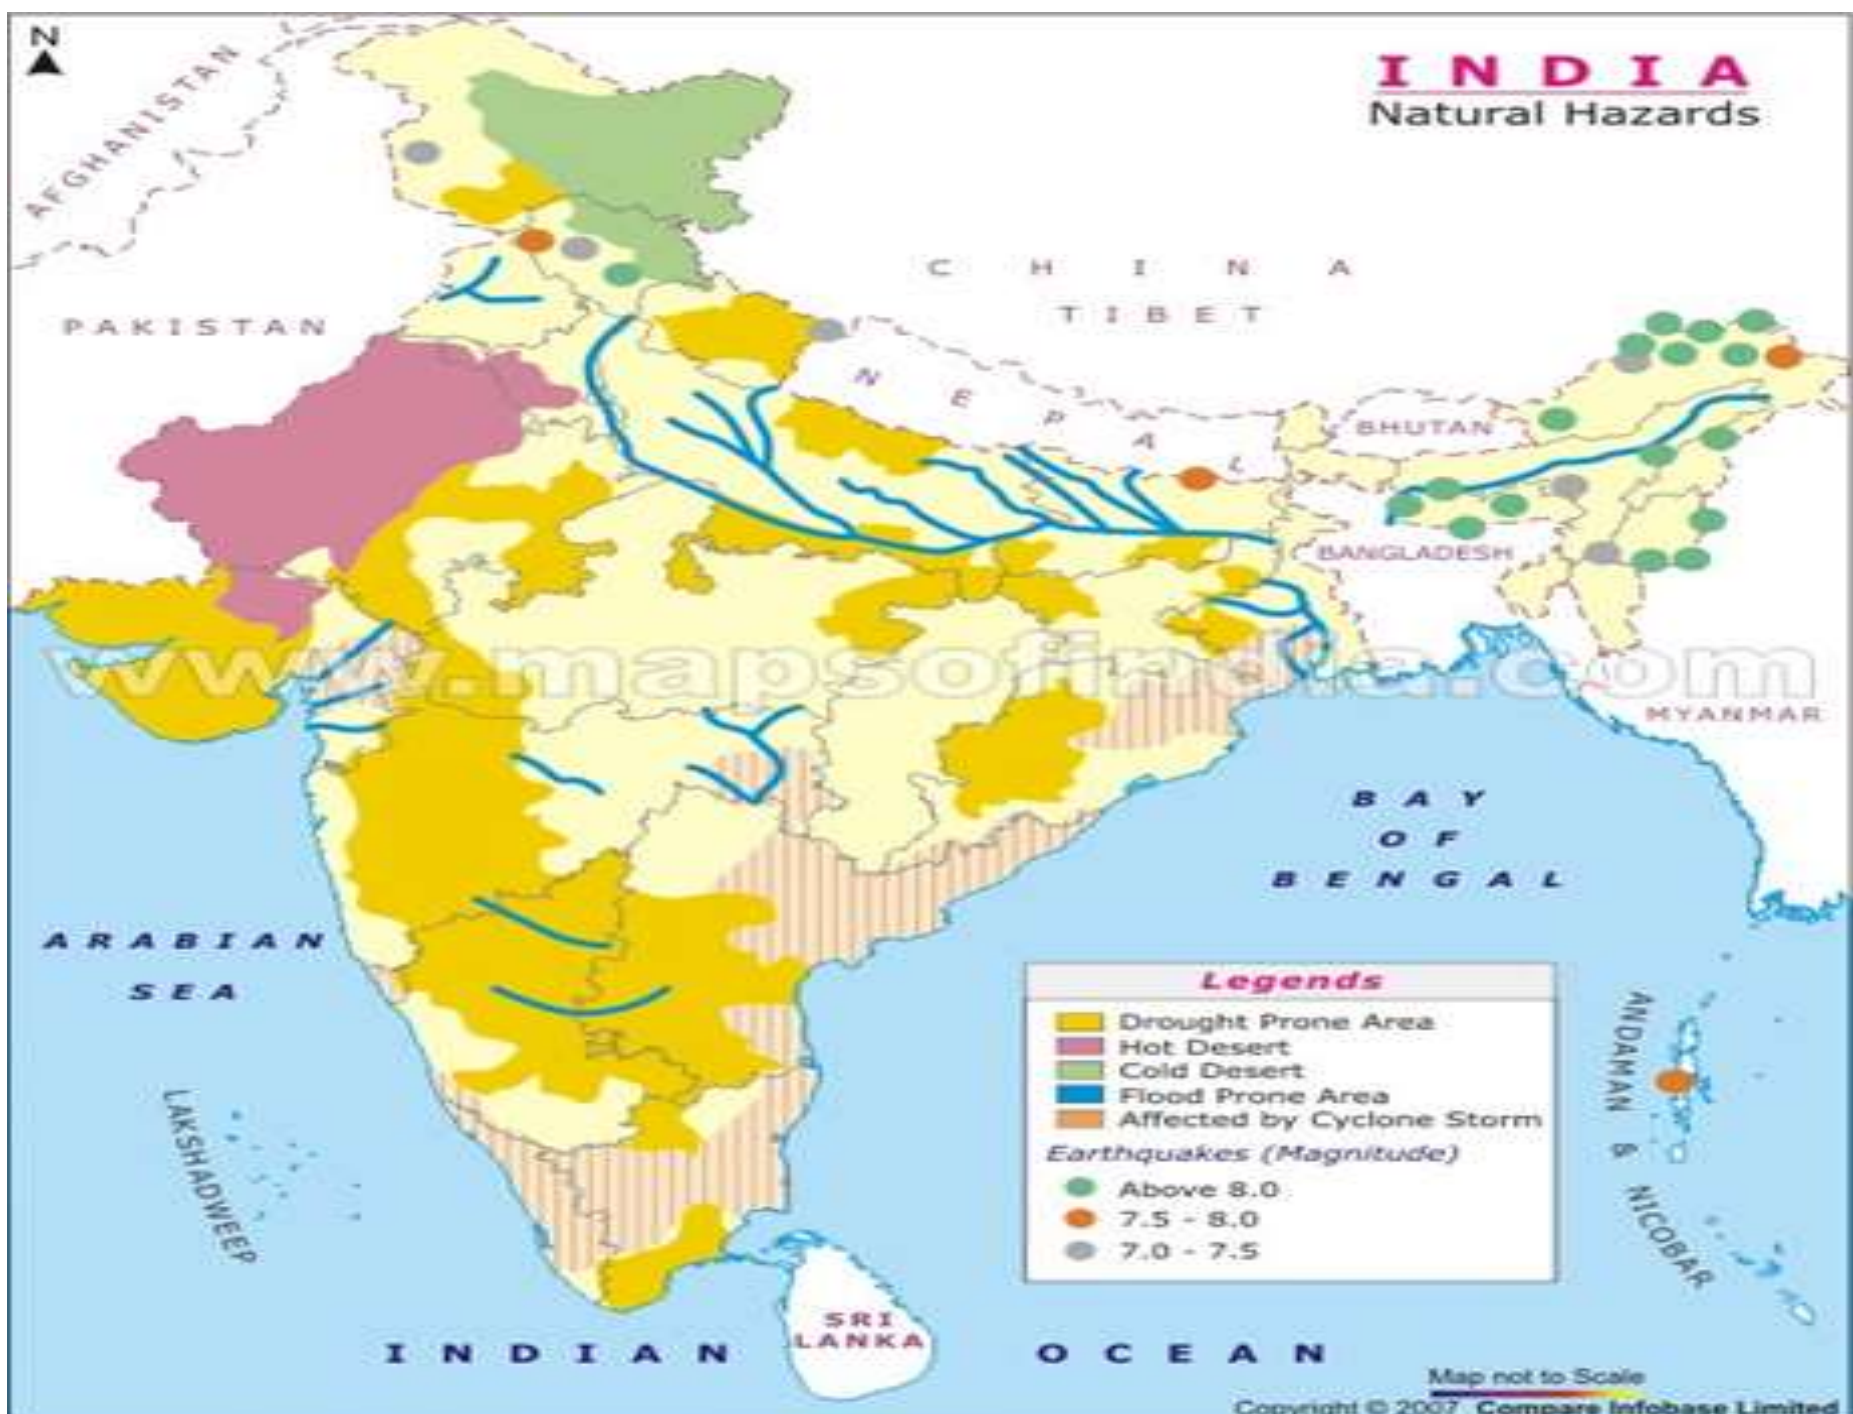 N
INDIA
Natural Hazards
AFGHANISTAN
PAKISTAN
CHINA
TIBET
NEPAL
BHUTAN
BANGLADESH
www.mapsofindia.com
MYANMAR
BAY
OF
BENGAL
ARABIAN
SEA
LAKSHADWEEP
ANDAMAN & NICOBAR
Legends
Drought Prone Area
Hot Desert
Cold Desert
Flood Prone Area
Affected by Cyclone Storm
Earthquakes (Magnitude)
Above 8.0
7.5 - 8.0
7.0 - 7.5
SRI
LANKA
INDIAN OCEAN
Map not to Scale
Copyright © 2007 Compare Infobase Limited